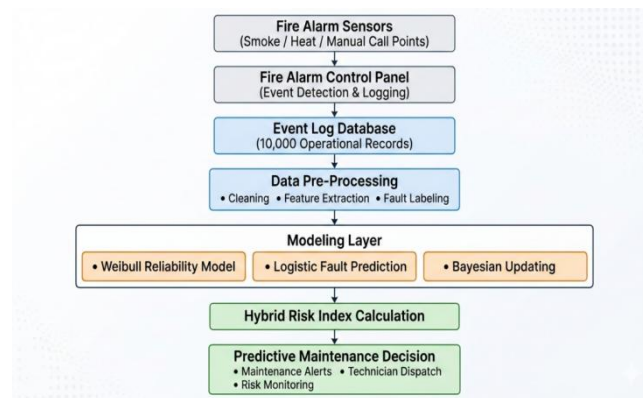 Fire Alarm Sensors
(Smoke / Heat / Manual Call Points)
Fire Alarm Control Panel
(Event Detection & Logging)
Event Log Database
(10,000 Operational Records)
Data Pre-Processing
• Cleaning • Feature Extraction • Fault Labeling
Modeling Layer
• Weibull Reliability Model
• Logistic Fault Prediction
• Bayesian Updating
Hybrid Risk Index Calculation
Predictive Maintenance Decision
• Maintenance Alerts • Technician Dispatch
• Risk Monitoring